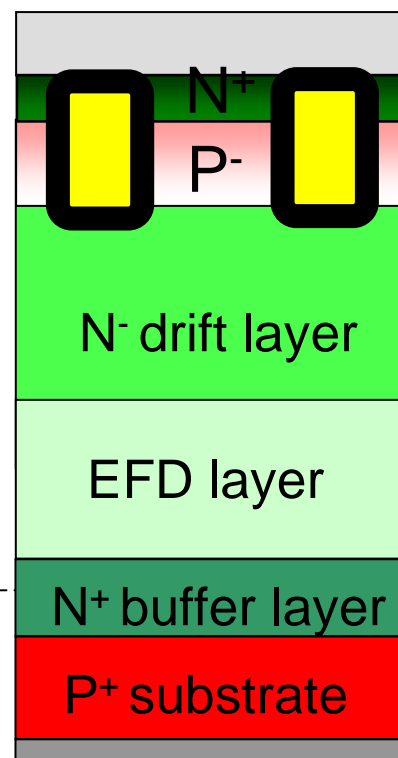 N⁺
P⁻
N⁻ drift layer
EFD layer
N⁺ buffer layer
P⁺ substrate